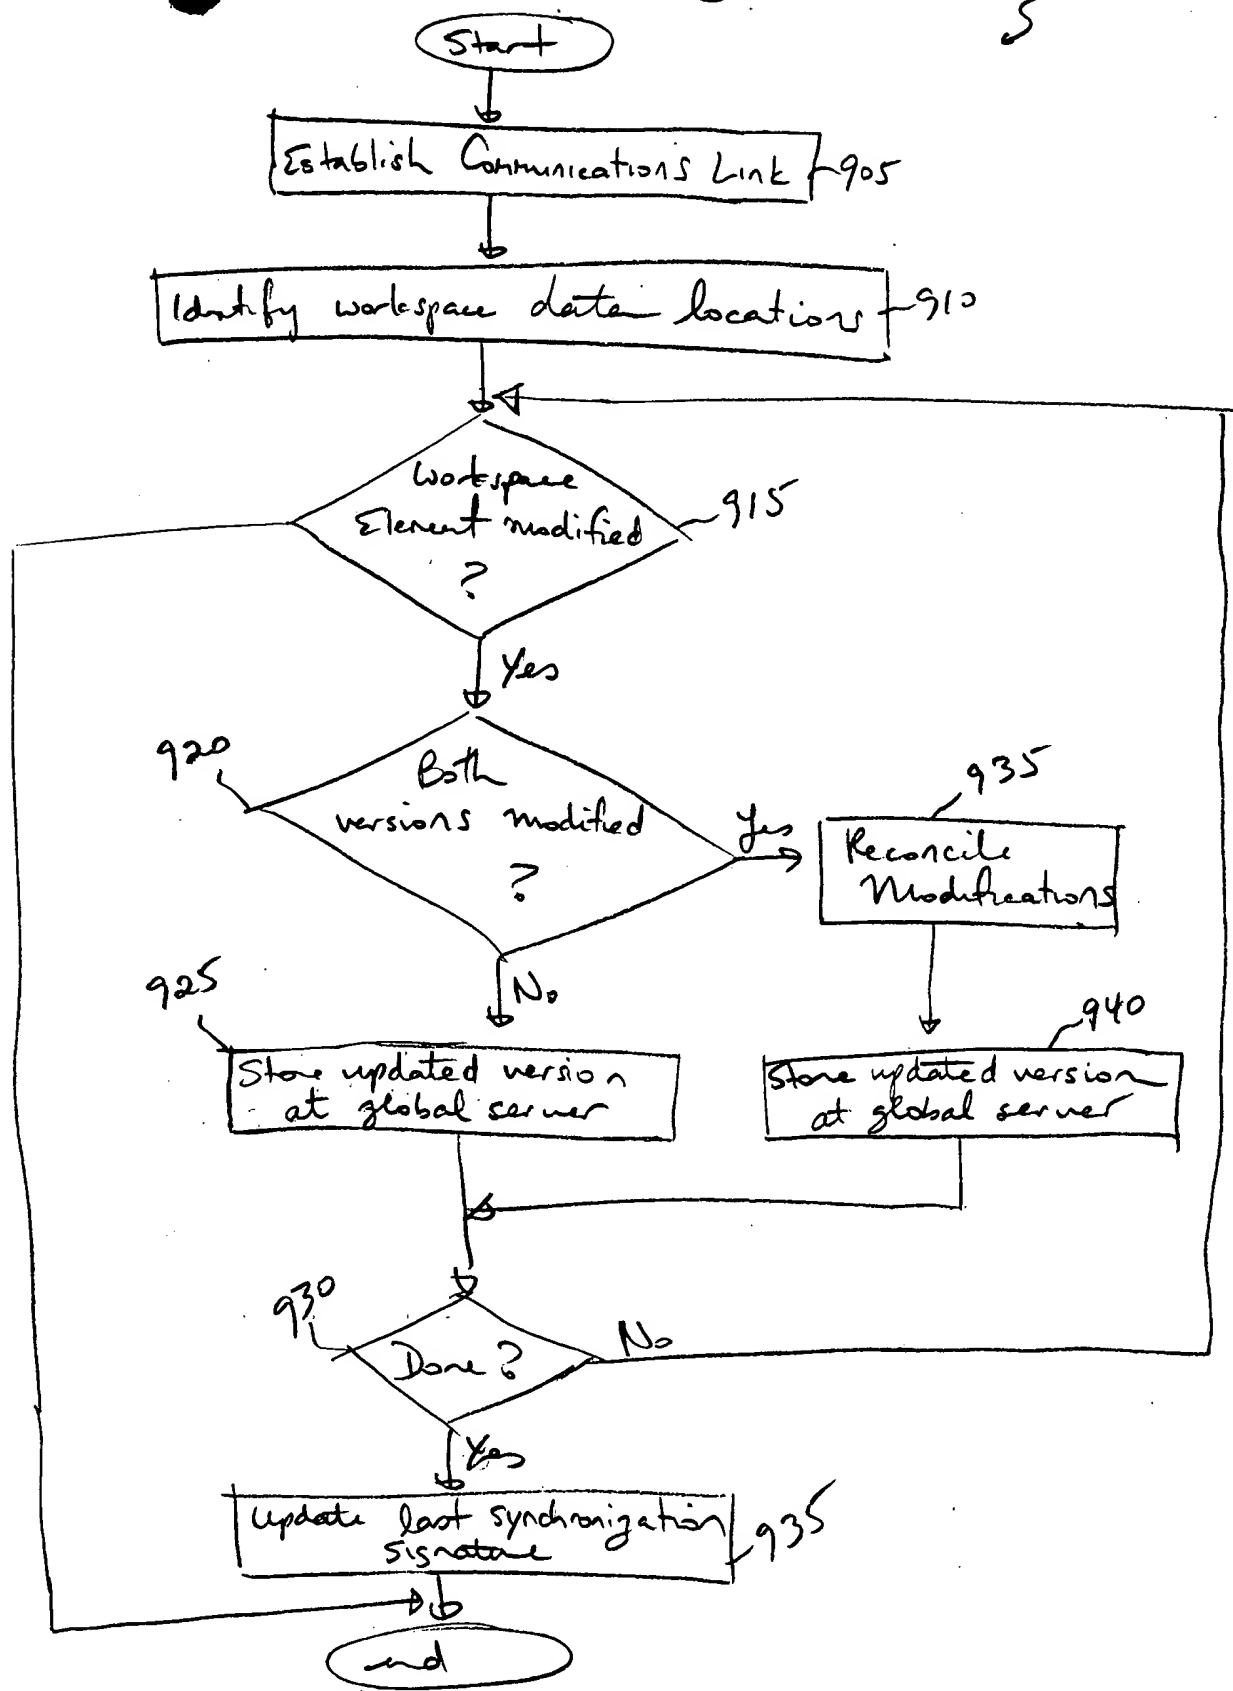 Start
Establish Communications Link
905
Identify workspace data locations
910
Workspace
Element modified
?
915
Yes
920
Both
versions modified
?
Yes
935
Reconcile
Modifications
No
925
Store updated version
at global server
940
Store updated version
at global server
930
Done?
No
Yes
update last synchronization
signature
935
end